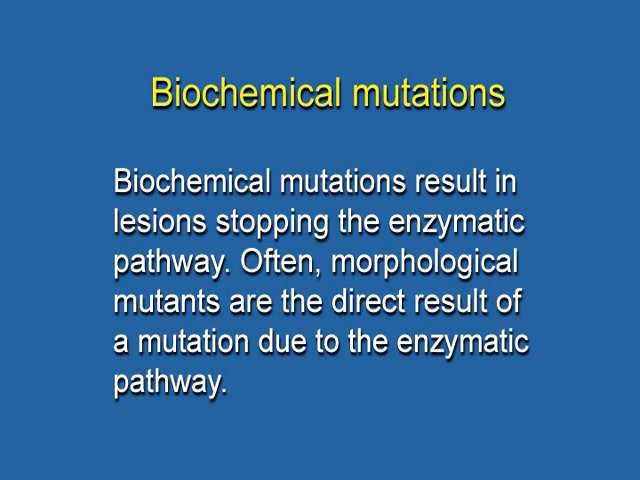 Biochemical mutations
Biochemical mutations result in
lesions stopping the enzymatic
pathway. Often, morphological
mutants are the direct result of
a mutation due to the enzymatic
pathway.